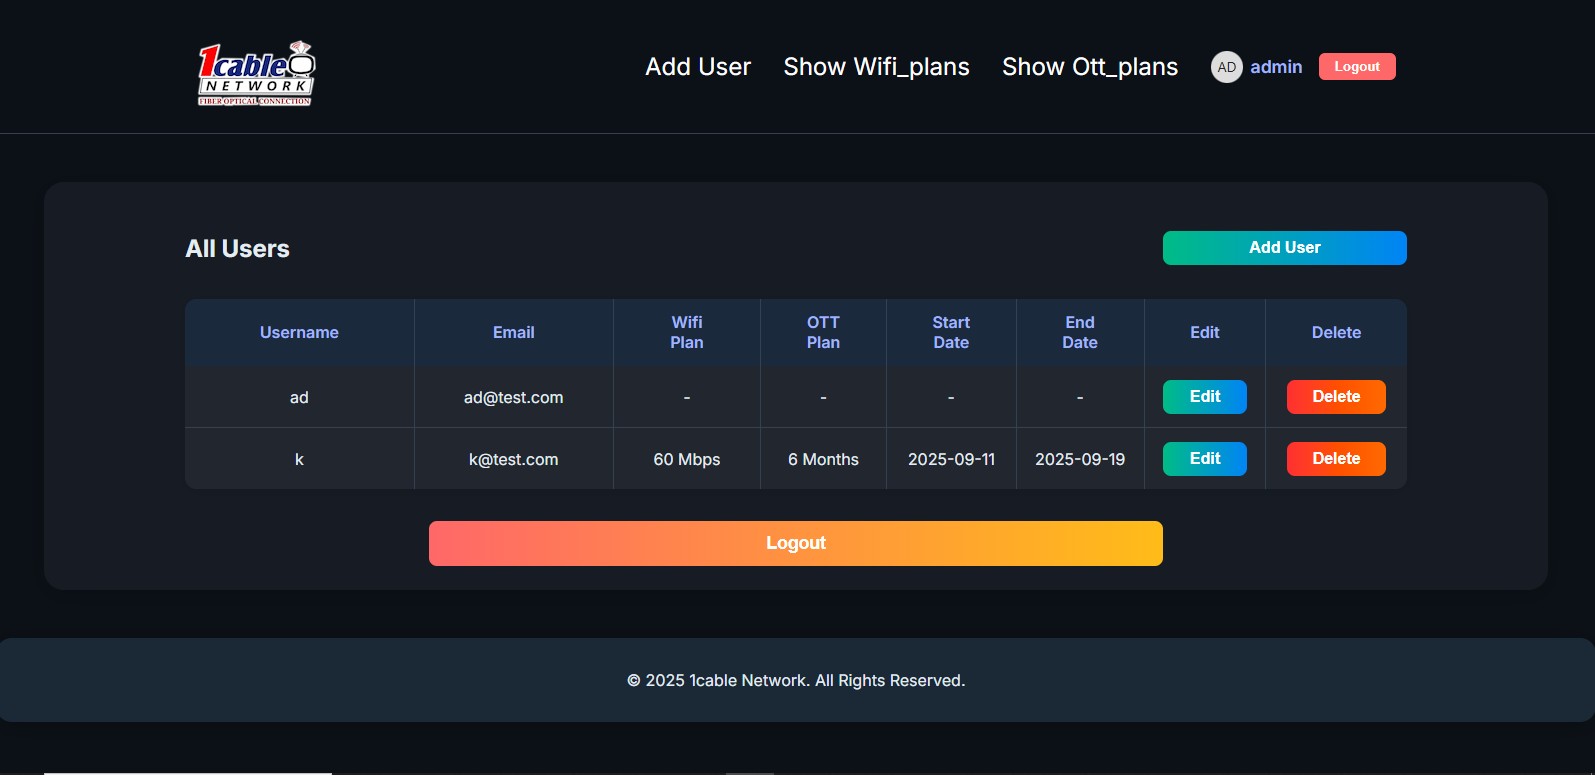 1cable
NETWORK
FIBER OPTICAL CONNECTION
Add User Show Wifi_plans Show Ott_plans AD admin Logout
All Users Add User
Username Email Wifi Plan OTT Plan Start Date End Date Edit Delete
ad ad@test.com - - - - Edit Delete
k k@test.com 60 Mbps 6 Months 2025-09-11 2025-09-19 Edit Delete
Logout
© 2025 1cable Network. All Rights Reserved.